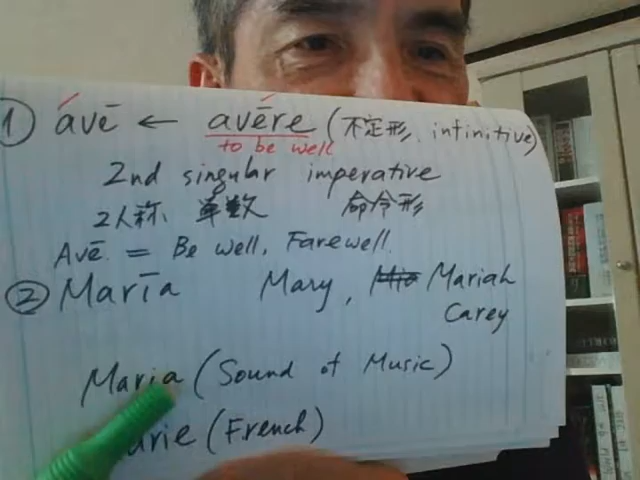 ① ávē ← avēre (不定形, infinitive)
to be well
2nd singular imperative
2人称 単数 命令形
Avē = Be well, Farewell.
② Marīa Mary, Mariah
Carey
Maria (Sound of Music)
arie (French)